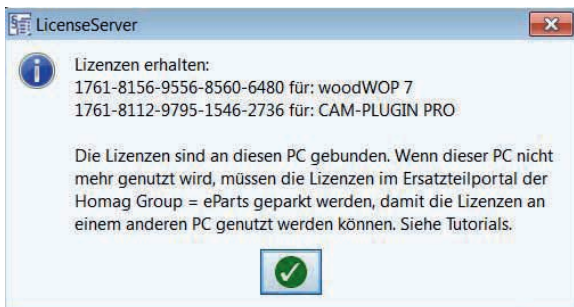 LicenseServer
Lizenzen erhalten:
1761-8156-9556-8560-6480 für: woodWOP 7
1761-8112-9795-1546-2736 für: CAM-PLUGIN PRO
Die Lizenzen sind an diesen PC gebunden. Wenn dieser PC nicht
mehr genutzt wird, müssen die Lizenzen im Ersatzteilportal der
Homag Group = eParts geparkt werden, damit die Lizenzen an
einem anderen PC genutzt werden können. Siehe Tutorials.